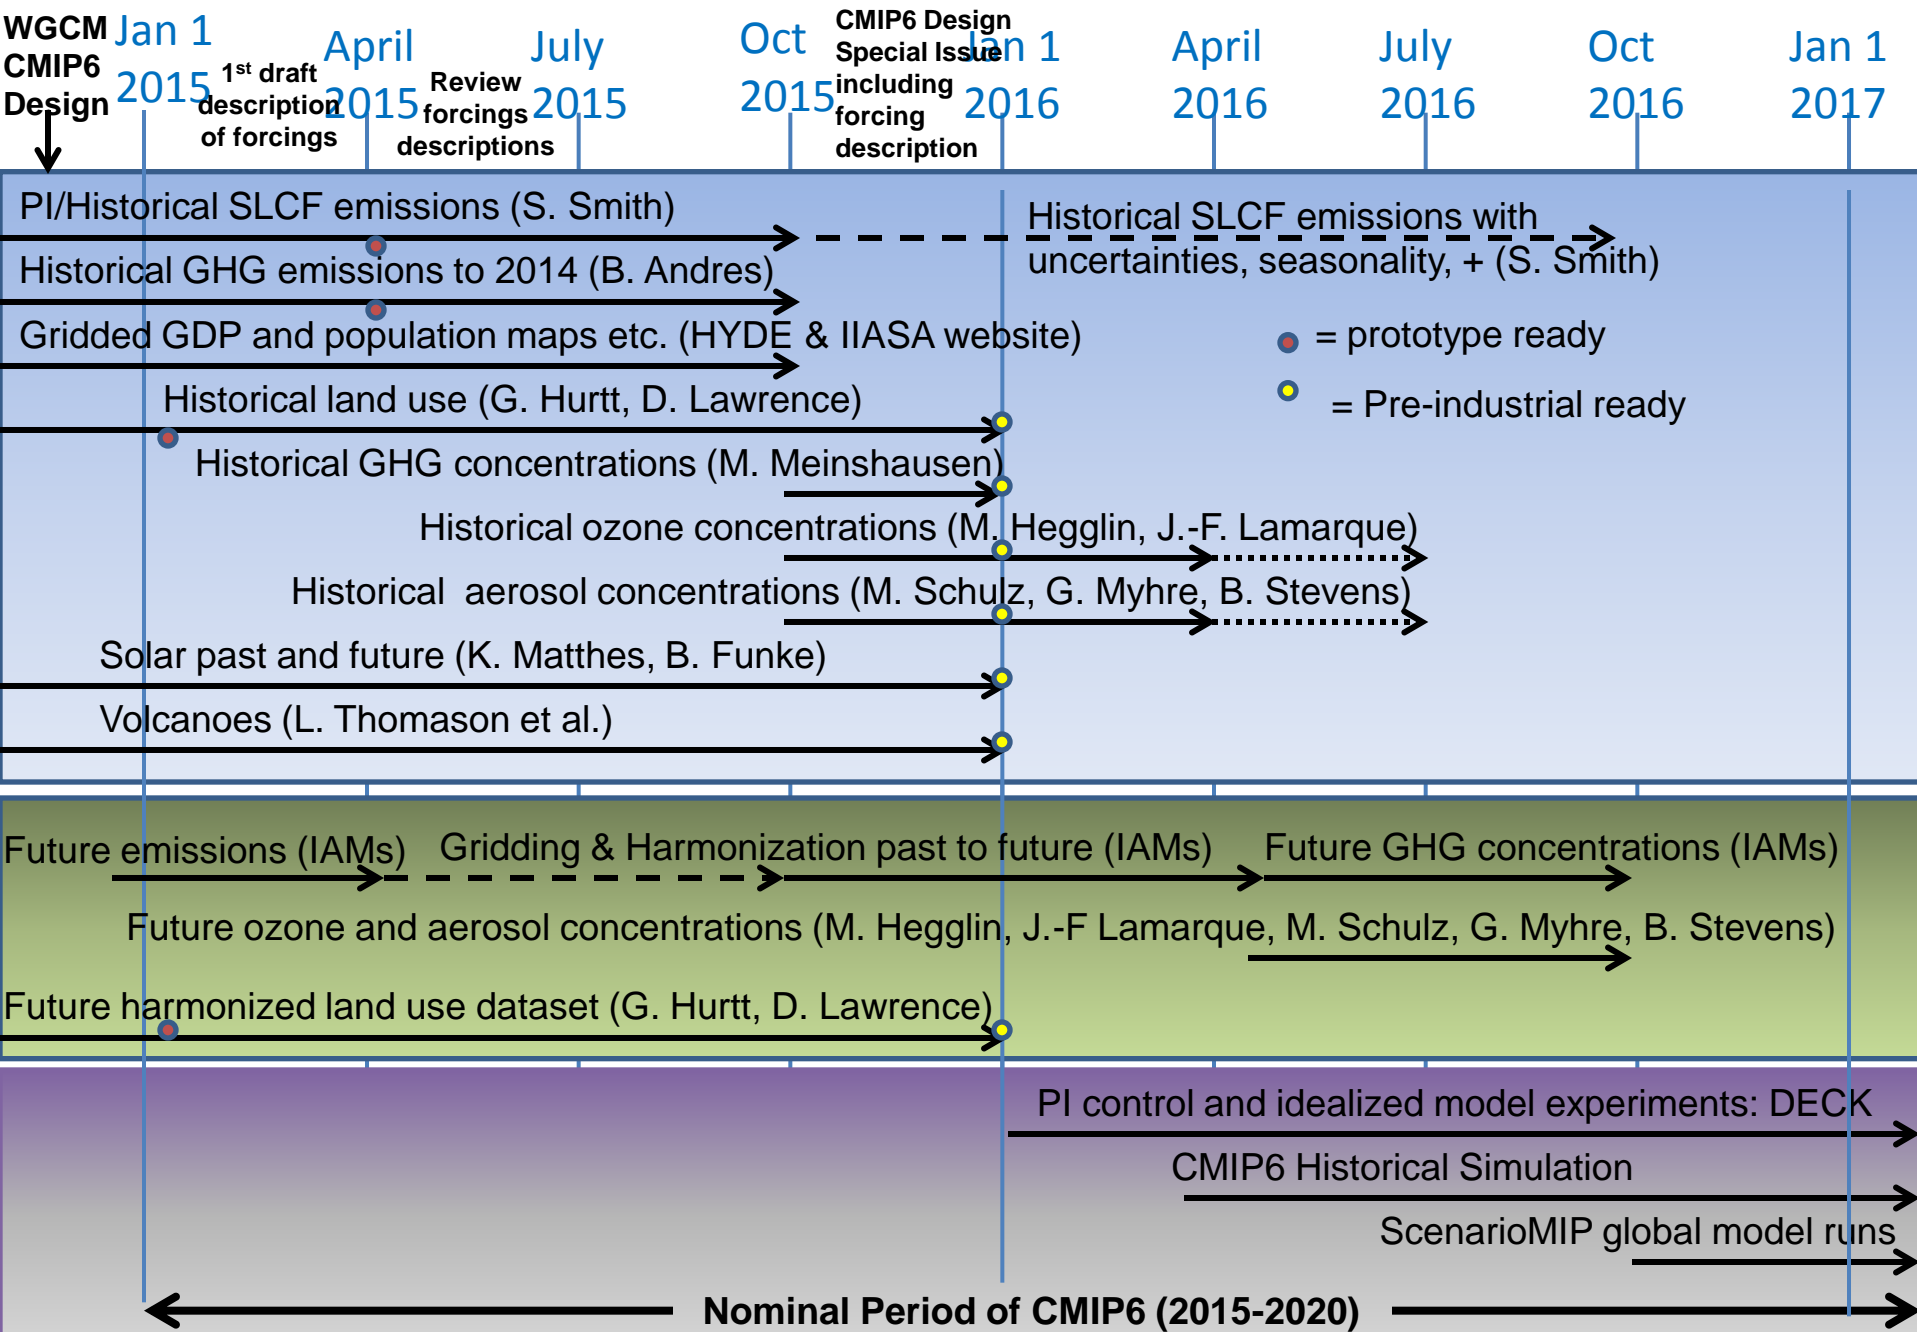 WGCM
CMIP6
Design
Jan 1
2015
1st draft
description
of forcings
April
2015
Review
forcings
descriptions
July
2015
Oct
2015
CMIP6 Design
Special Issue
including
forcing
description
Jan 1
2016
April
2016
July
2016
Oct
2016
Jan 1
2017
PI/Historical SLCF emissions (S. Smith)
Historical SLCF emissions with
uncertainties, seasonality, + (S. Smith)
Historical GHG emissions to 2014 (B. Andres)
Gridded GDP and population maps etc. (HYDE & IIASA website)
= prototype ready
Historical land use (G. Hurtt, D. Lawrence)
= Pre-industrial ready
Historical GHG concentrations (M. Meinshausen)
Historical ozone concentrations (M. Hegglin, J.-F. Lamarque)
Historical aerosol concentrations (M. Schulz, G. Myhre, B. Stevens)
Solar past and future (K. Matthes, B. Funke)
Volcanoes (L. Thomason et al.)
Future emissions (IAMs)
Gridding & Harmonization past to future (IAMs)
Future GHG concentrations (IAMs)
Future ozone and aerosol concentrations (M. Hegglin, J.-F Lamarque, M. Schulz, G. Myhre, B. Stevens)
Future harmonized land use dataset (G. Hurtt, D. Lawrence)
PI control and idealized model experiments: DECK
CMIP6 Historical Simulation
ScenarioMIP global model runs
Nominal Period of CMIP6 (2015-2020)